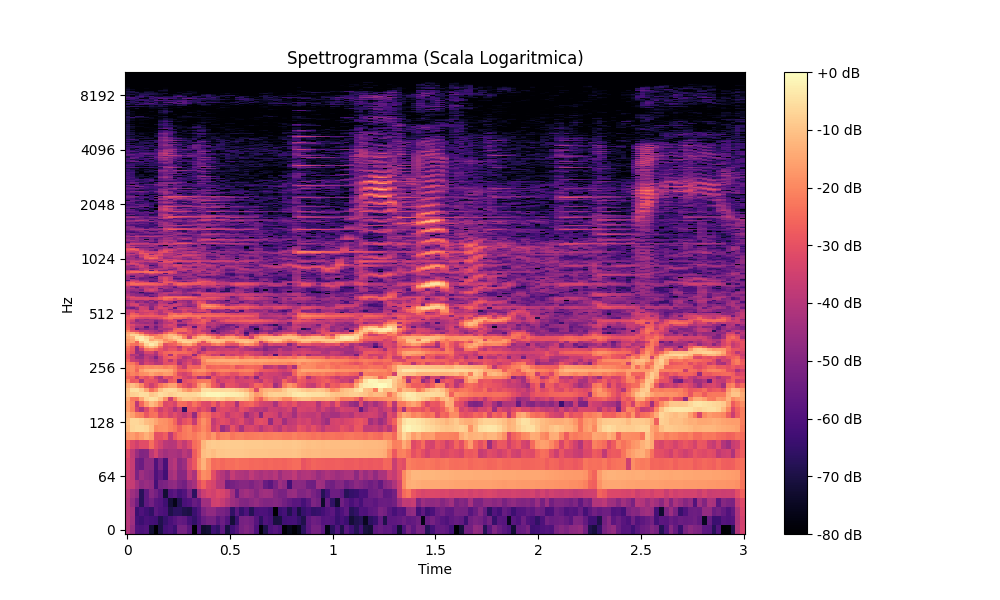 Spettrogramma (Scala Logaritmica)
Hz
8192
4096
2048
1024
512
256
128
64
0
0 0.5 1 1.5 2 2.5 3
Time
+0 dB
-10 dB
-20 dB
-30 dB
-40 dB
-50 dB
-60 dB
-70 dB
-80 dB